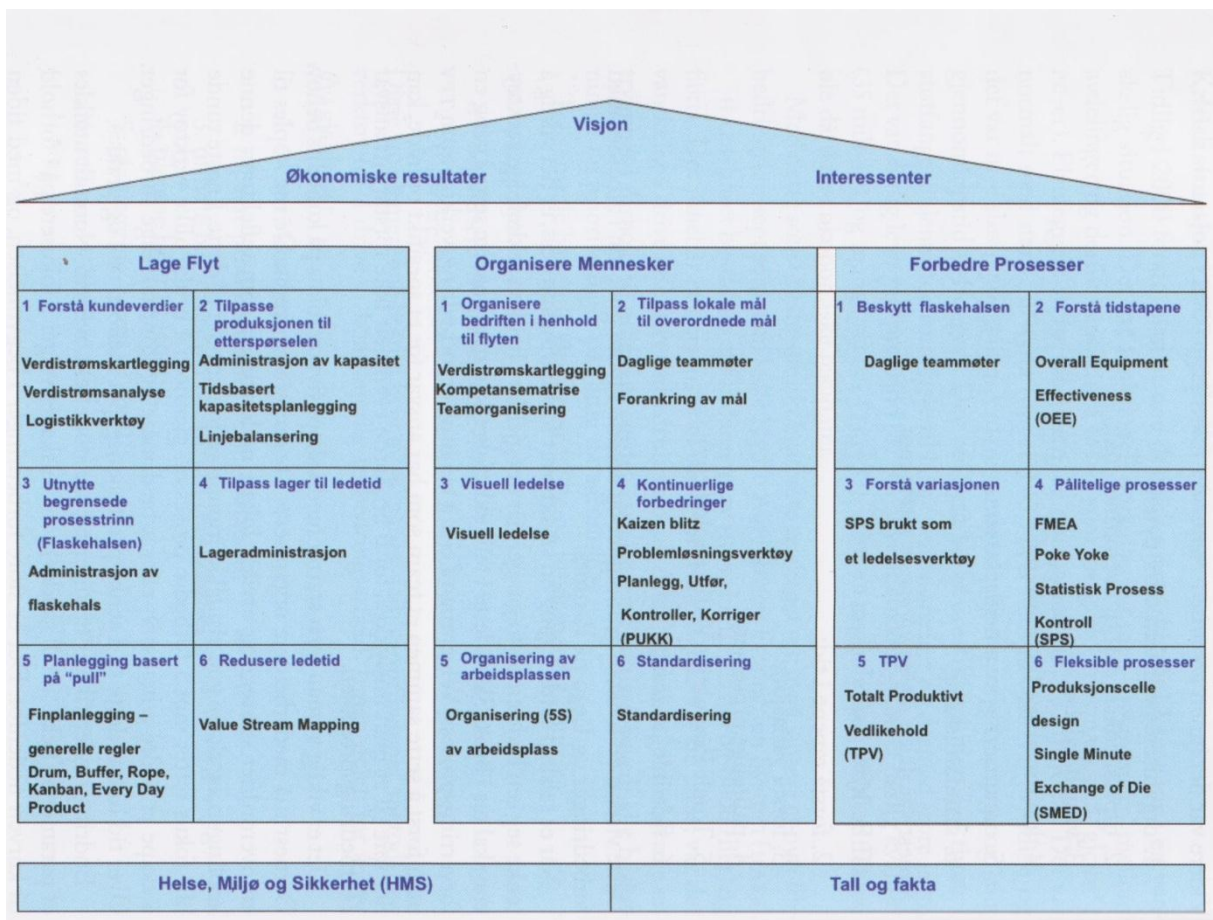 Visjon
Økonomiske resultater
Interessenter
Lage Flyt
1 Forstå kundeverdier
Verdistrømskartlegging
Verdistrømsanalyse
Logistikkverktøy
2 Tilpasse
produksjonen til
etterspørselen
Administrasjon av kapasitet
Tidsbasert
kapasitetsplanlegging
Linjebalansering
3 Utnytte
begrensede
prosesstrinn
(Flaskehalsen)
Administrasjon av
flaskehals
4 Tilpass lager til ledetid
Lageradministrasjon
5 Planlegging basert
på “pull”
Finplanlegging –
generelle regler
Drum, Buffer, Rope,
Kanban, Every Day
Product
6 Redusere ledetid
Value Stream Mapping
Organisere Mennesker
1 Organisere
bedriften i henhold
til flyten
Verdistrømskartlegging
Kompetansematrise
Teamorganisering
2 Tilpass lokale mål
til overordnede mål
Daglige teammøter
Forankring av mål
3 Visuell ledelse
Visuell ledelse
4 Kontinuerlige
forbedringer
Kaizen blitz
Problemløsningsverktøy
Planlegg, Utfør,
Kontroller, Korriger
(PUKK)
5 Organisering av
arbeidsplassen
Organisering (5S)
av arbeidsplass
6 Standardisering
Standardisering
Forbedre Prosesser
1 Beskytt flaskehalsen
Daglige teammøter
2 Forstå tidstapene
Overall Equipment
Effectiveness
(OEE)
3 Forstå variasjonen
SPS brukt som
et ledelsesverktøy
4 Pålitelige prosesser
FMEA
Poke Yoke
Statistisk Prosess
Kontroll
(SPS)
5 TPV
Totalt Produktivt
Vedlikehold
(TPV)
6 Fleksible prosesser
Produksjonscelle
design
Single Minute
Exchange of Die
(SMED)
Helse, Miljø og Sikkerhet (HMS)
Tall og fakta